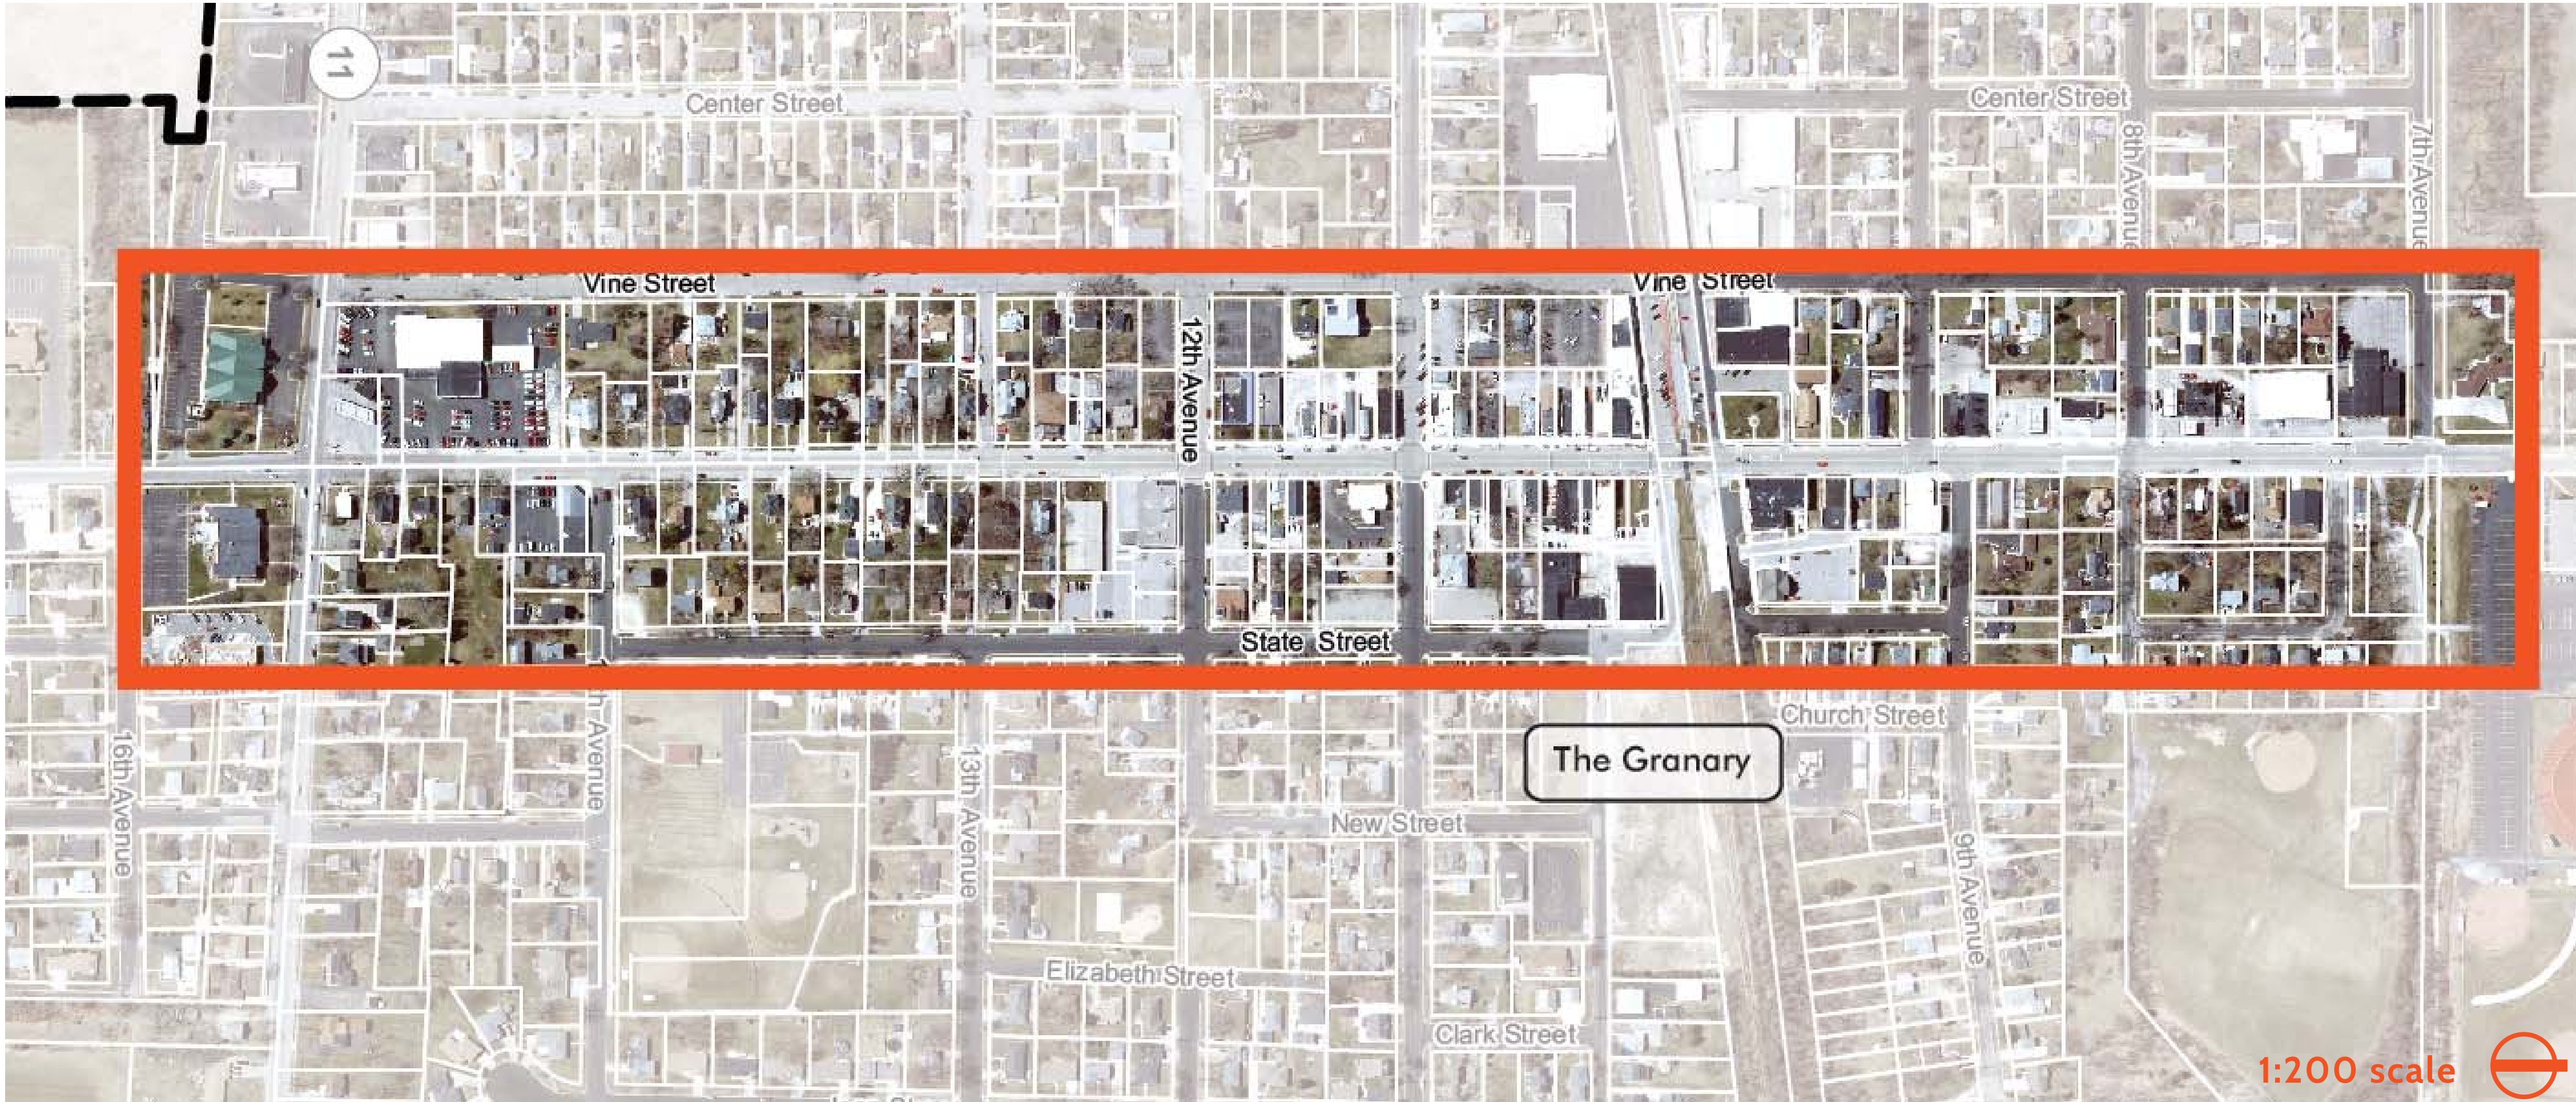 11
Center Street
Center Street
8th Avenue
7th Avenue
Vine Street
Vine Street
12th Avenue
State Street
Church Street
The Granary
16th Avenue
th Avenue
13th Avenue
New Street
9th Avenue
Elizabeth Street
Clark Street
1:200 scale